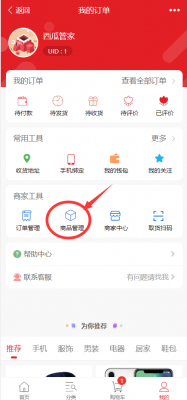 返回 我的订单
西瓜管家
UID : 1
我的订单 查看全部订单
待付款 待发货 待收货 待评价 已评价
常用工具 更多
收货地址 手机绑定 我的钱包 我的关注
商家工具
订单管理 商品管理 商家中心 取货扫码
帮助中心
联系客服 有问题请找我
为你推荐
推荐 手机 服饰 男装 电器 居家 鞋包
1
首页 分类 购物车 我的